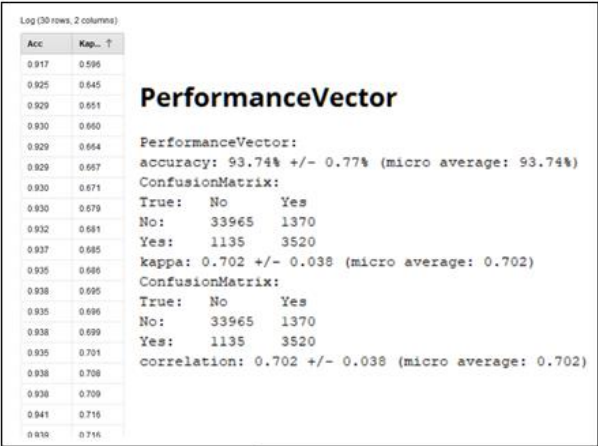 Log (30 rows, 2 columns)
Acc Kap... ↑
0.917 0.596
0.925 0.645
0.929 0.651
0.930 0.660
0.929 0.664
0.929 0.667
0.930 0.671
0.930 0.679
0.932 0.681
0.937 0.685
0.935 0.686
0.938 0.695
0.935 0.696
0.938 0.699
0.935 0.701
0.938 0.708
0.938 0.709
0.941 0.716
0.939 0.716
PerformanceVector
PerformanceVector:
accuracy: 93.74% +/- 0.77% (micro average: 93.74%)
ConfusionMatrix:
True: No Yes
No: 33965 1370
Yes: 1135 3520
kappa: 0.702 +/- 0.038 (micro average: 0.702)
ConfusionMatrix:
True: No Yes
No: 33965 1370
Yes: 1135 3520
correlation: 0.702 +/- 0.038 (micro average: 0.702)